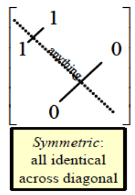 1
1 0
anything
0
Symmetric:
all identical
across diagonal